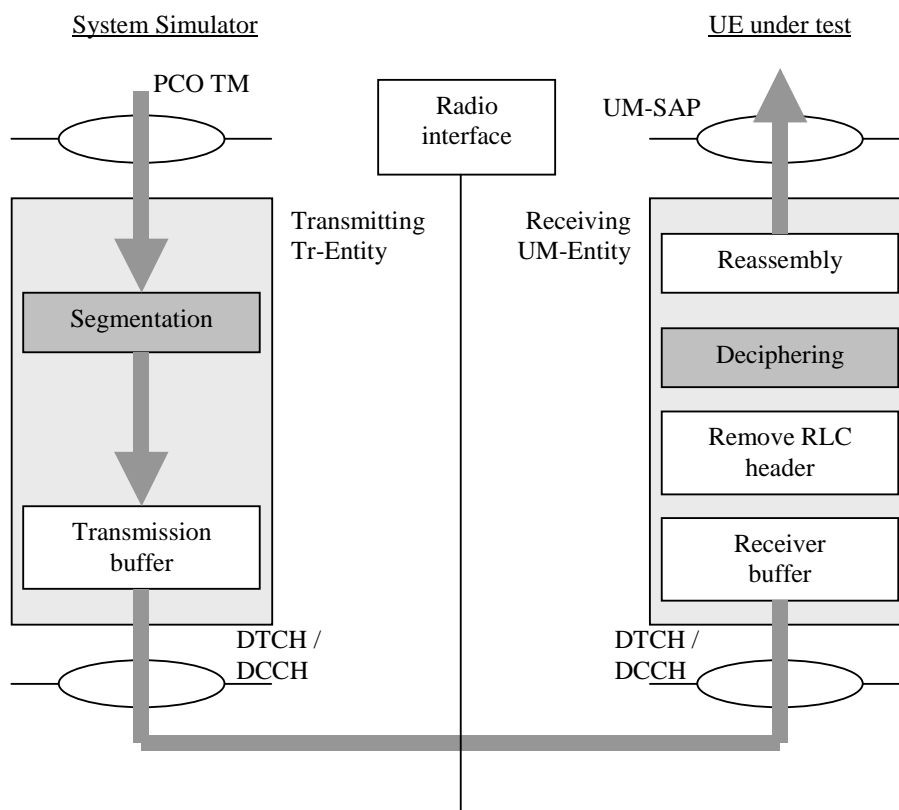 System Simulator
UE under test
PCO TM
Radio
interface
UM-SAP
Transmitting
Tr-Entity
Receiving
UM-Entity
Segmentation
Reassembly
Deciphering
Remove RLC
header
Transmission
buffer
Receiver
buffer
DTCH /
DCCH
DTCH /
DCCH